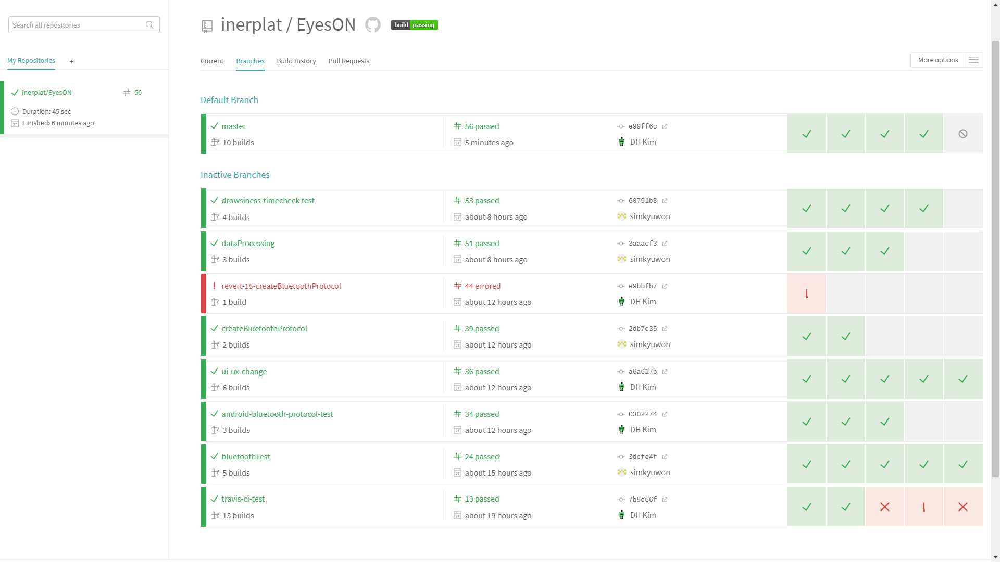 Search all repositories
My Repositories +
inerplat/EyesON # 56
Duration: 45 sec
Finished: 6 minutes ago
inerplat / EyesON build passing
Current Branches Build History Pull Requests More options
Default Branch
master # 56 passed e99ff6c
10 builds 5 minutes ago DH Kim
Inactive Branches
drowsiness-timecheck-test # 53 passed 60791b8
4 builds about 8 hours ago simkyuwon
dataProcessing # 51 passed 3aaacf3
3 builds about 8 hours ago simkyuwon
! revert-15-createBluetoothProtocol # 44 errored e9bbfb7
1 build about 12 hours ago DH Kim
createBluetoothProtocol # 39 passed 2db7c35
2 builds about 12 hours ago simkyuwon
ui-ux-change # 36 passed a6a617b
6 builds about 12 hours ago DH Kim
android-bluetooth-protocol-test # 34 passed 0302274
3 builds about 12 hours ago DH Kim
bluetoothTest # 24 passed 3dcfe4f
5 builds about 15 hours ago simkyuwon
travis-ci-test # 13 passed 7b9e66f
13 builds about 19 hours ago DH Kim